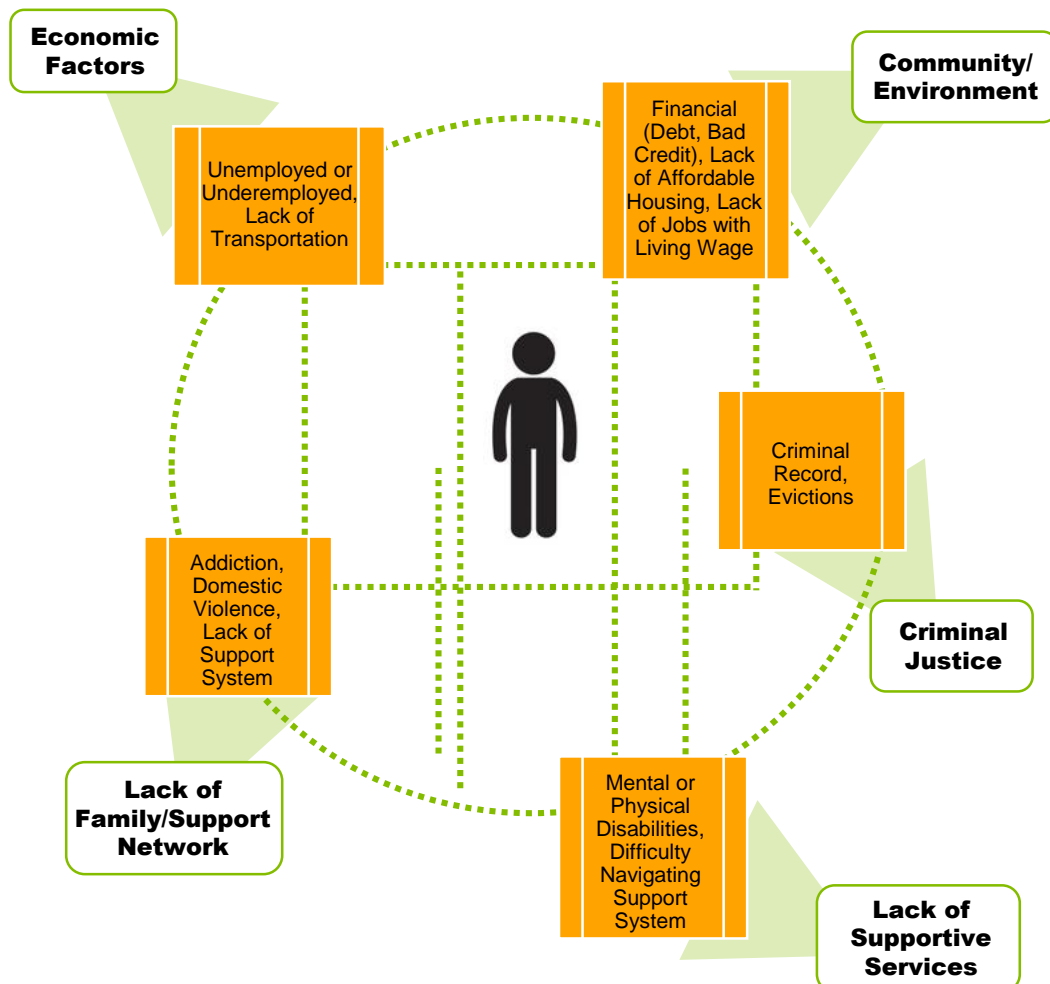 Economic
Factors
Community/
Environment
Unemployed or
Underemployed,
Lack of
Transportation
Financial
(Debt, Bad
Credit), Lack
of Affordable
Housing, Lack
of Jobs with
Living Wage
Criminal
Record,
Evictions
Addiction,
Domestic
Violence,
Lack of
Support
System
Criminal
Justice
Lack of
Family/Support
Network
Mental or
Physical
Disabilities,
Difficulty
Navigating
Support
System
Lack of
Supportive
Services